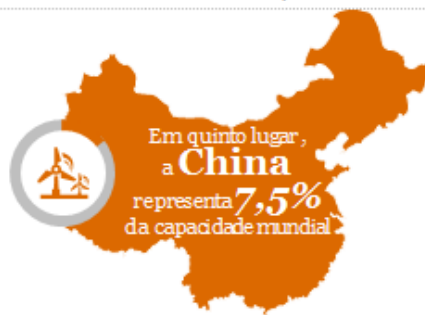 Em quinto lugar,
a China
representa 7,5%
da capacidade mundial